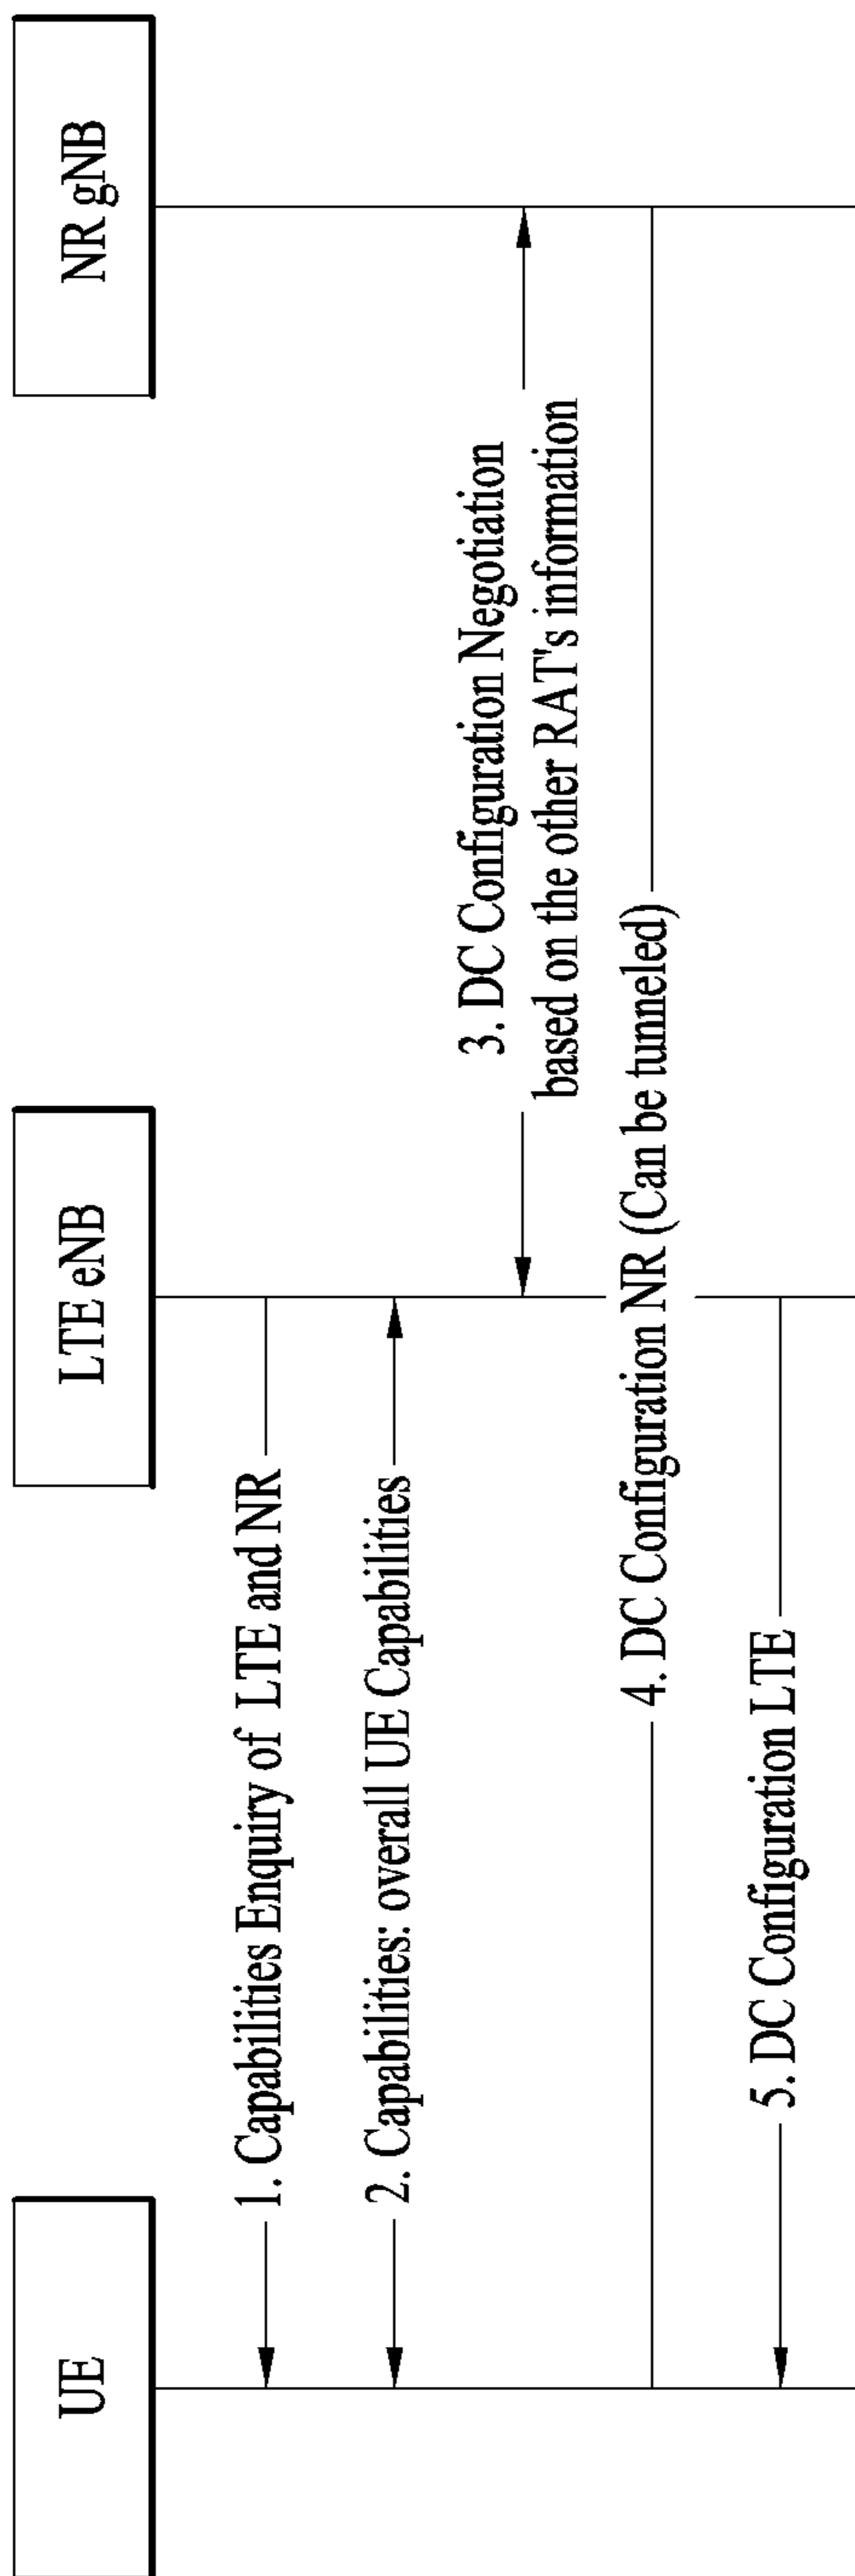 UE
LTE eNB
NR gNB
1. Capabilities Enquiry of LTE and NR
2. Capabilities: overall UE Capabilities
3. DC Configuration Negotiation
based on the other RAT's information
4. DC Configuration NR (Can be tunneled)
5. DC Configuration LTE